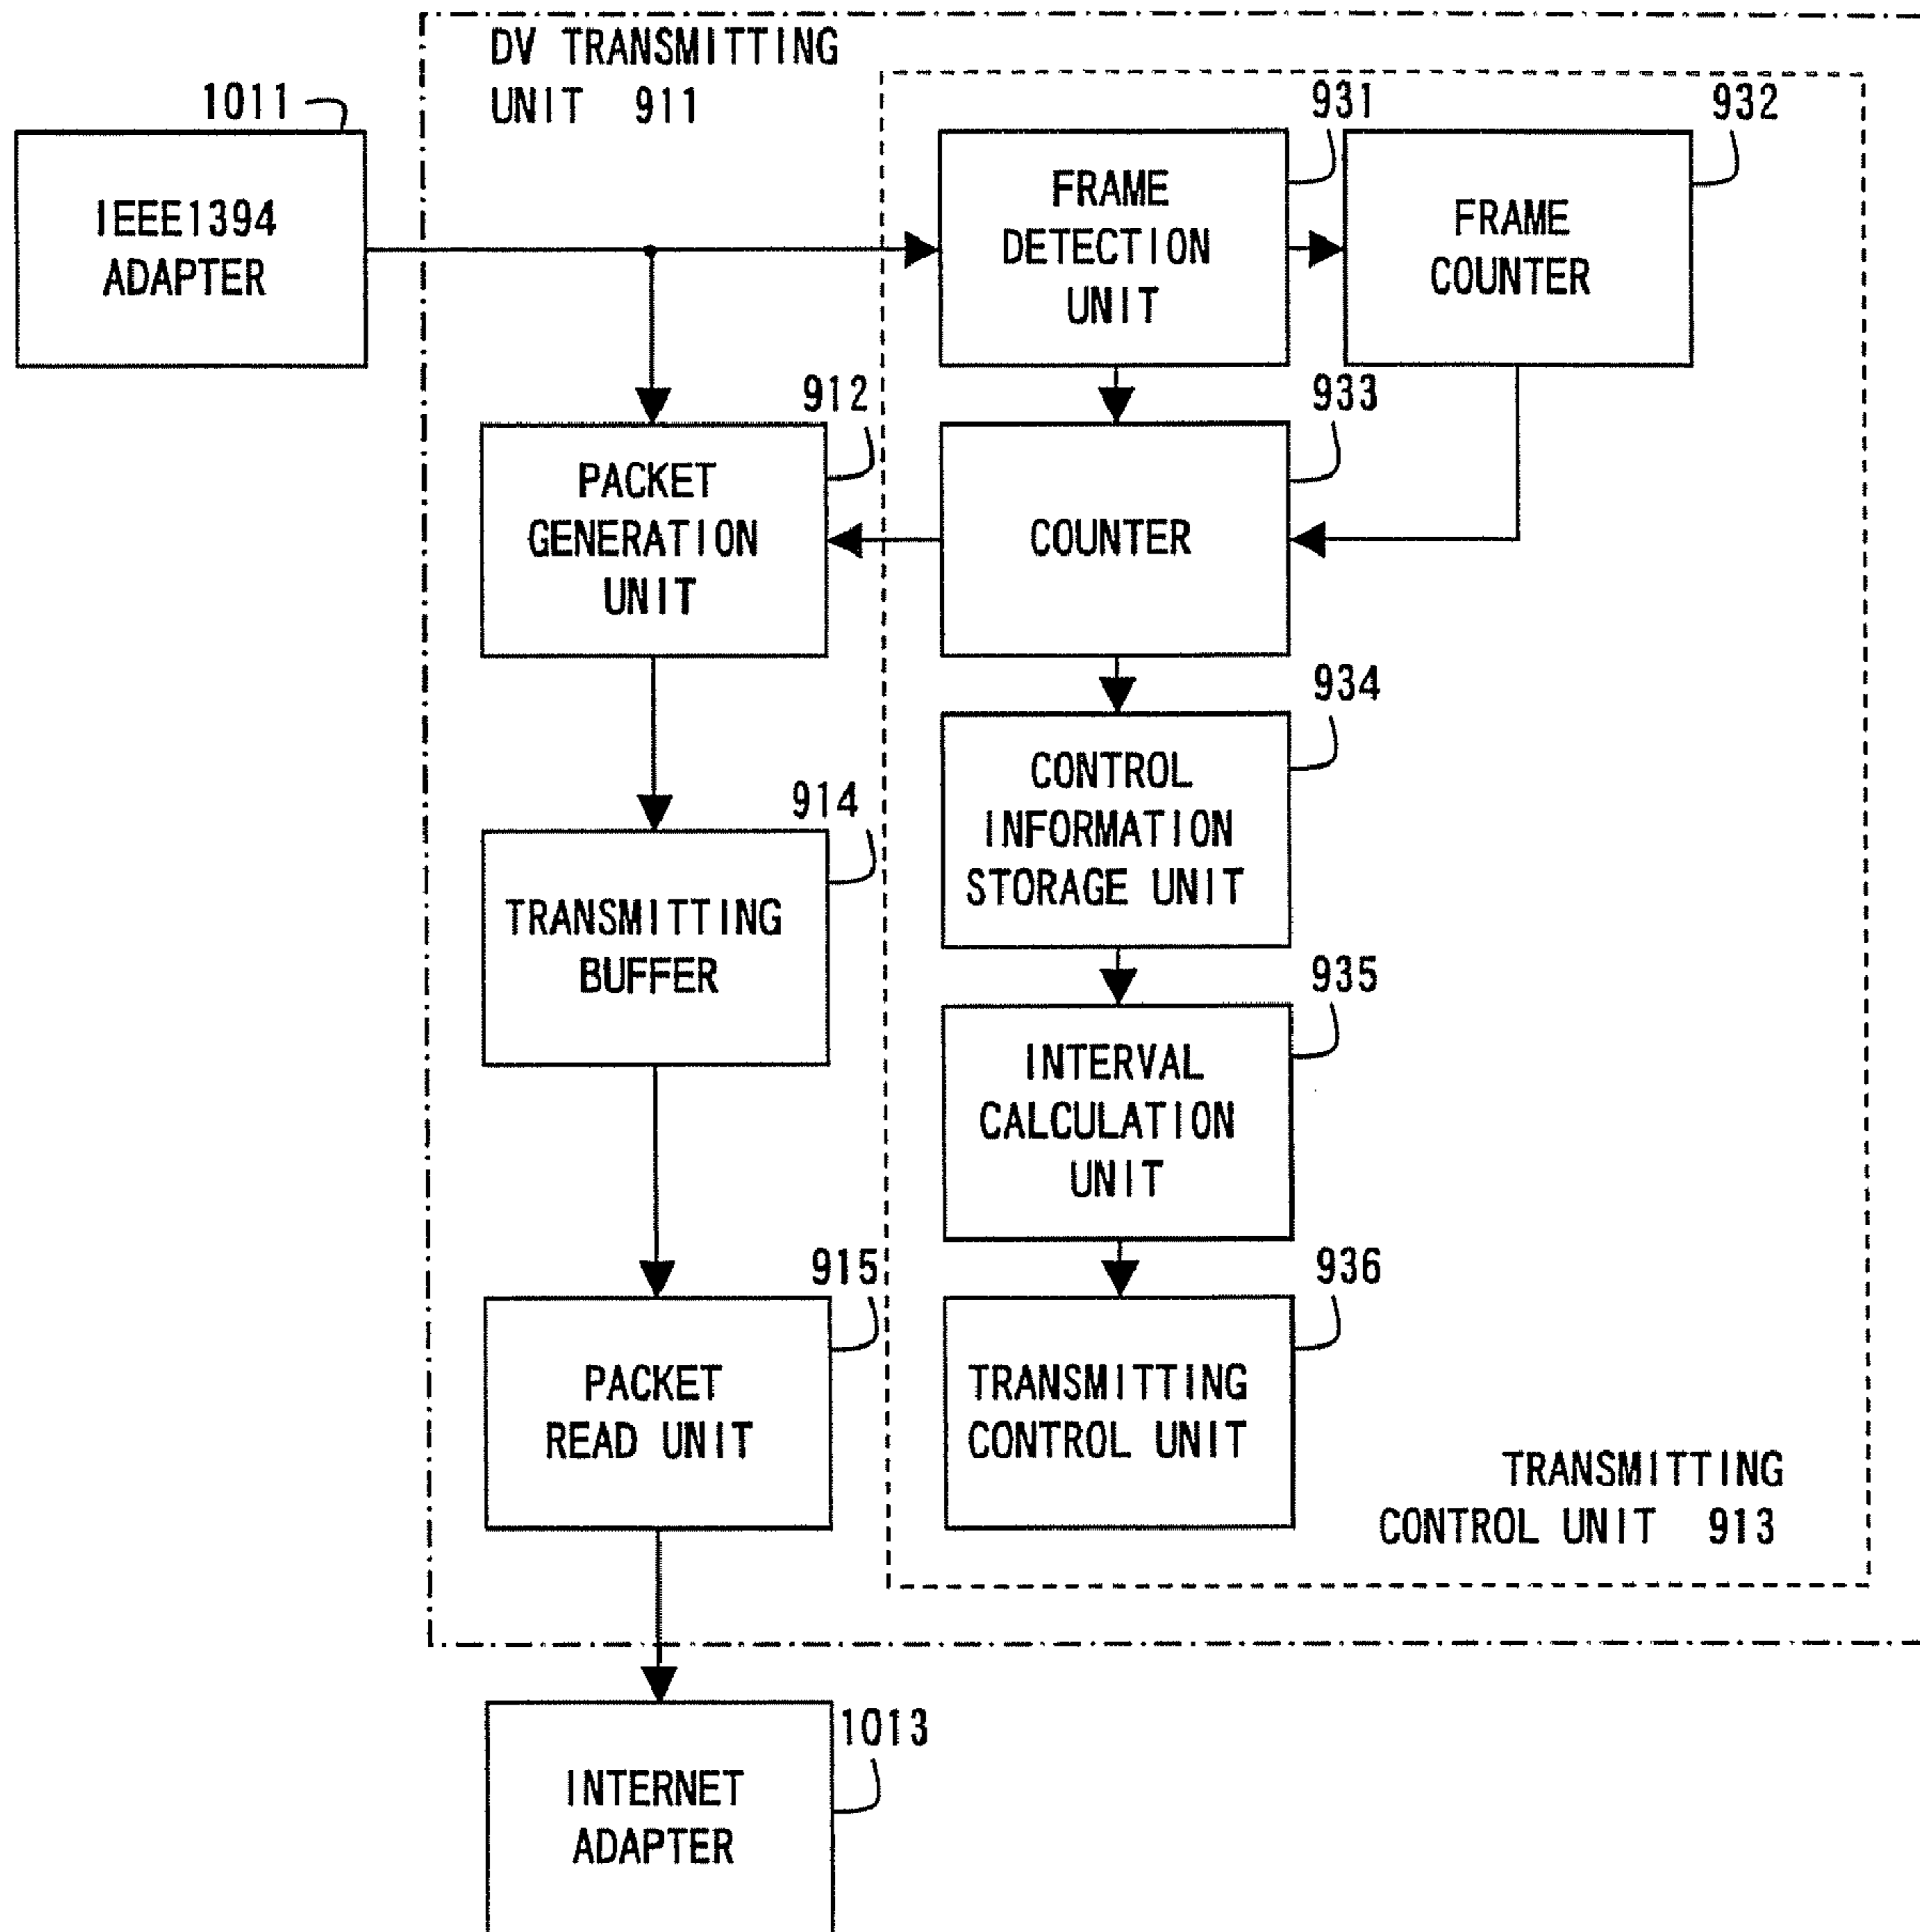 DV TRANSMITTING
UNIT 911
1011
IEEE1394
ADAPTER
931
FRAME
DETECTION
UNIT
932
FRAME
COUNTER
912
PACKET
GENERATION
UNIT
933
COUNTER
934
CONTROL
INFORMATION
STORAGE UNIT
914
TRANSMITTING
BUFFER
935
INTERVAL
CALCULATION
UNIT
915
PACKET
READ UNIT
936
TRANSMITTING
CONTROL UNIT
TRANSMITTING
CONTROL UNIT 913
1013
INTERNET
ADAPTER